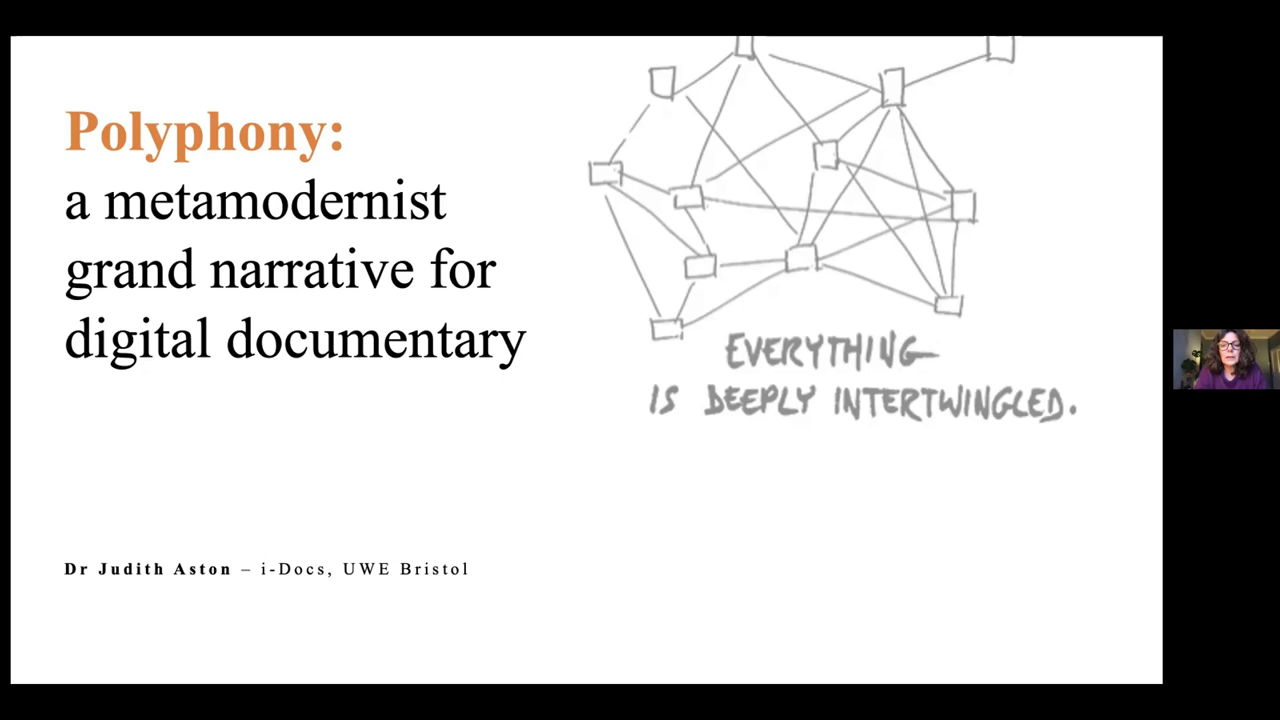 Polyphony:
a metamodernist
grand narrative for
digital documentary
EVERYTHING
IS DEEPLY INTERTWINGLED.
Dr Judith Aston – i-Docs, UWE Bristol